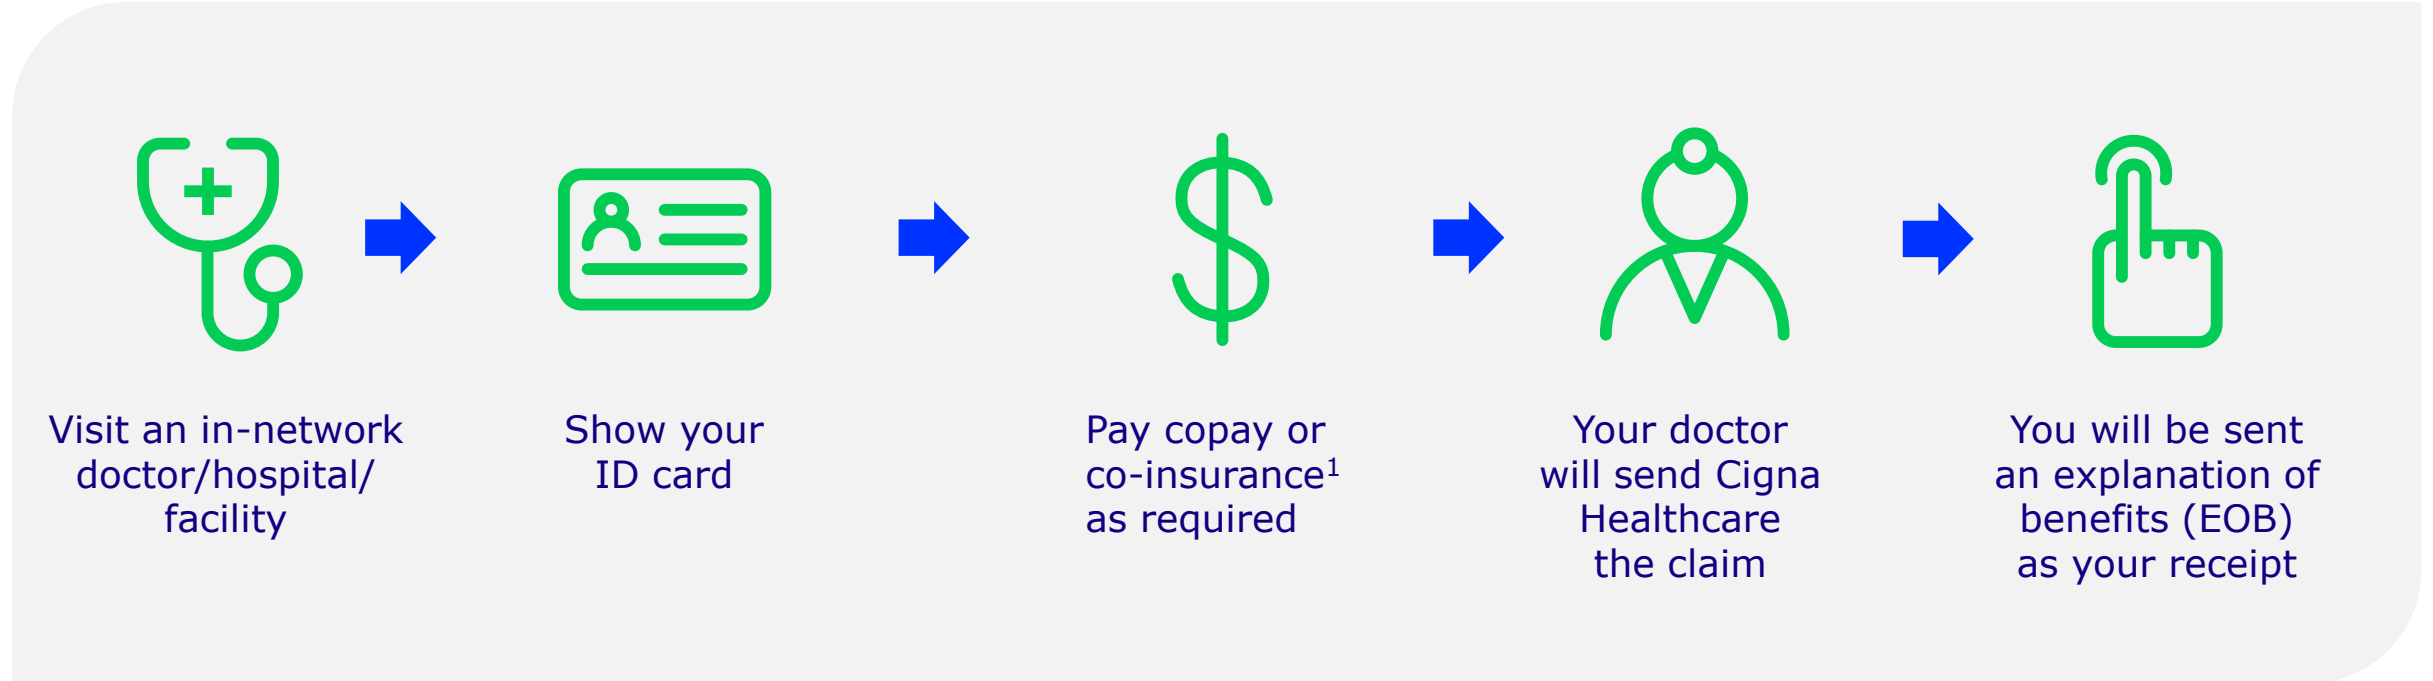 Visit an in-network
doctor/hospital/
facility
Show your
ID card
Pay copay or
co-insurance¹
as required
Your doctor
will send Cigna
Healthcare
the claim
You will be sent
an explanation of
benefits (EOB)
as your receipt